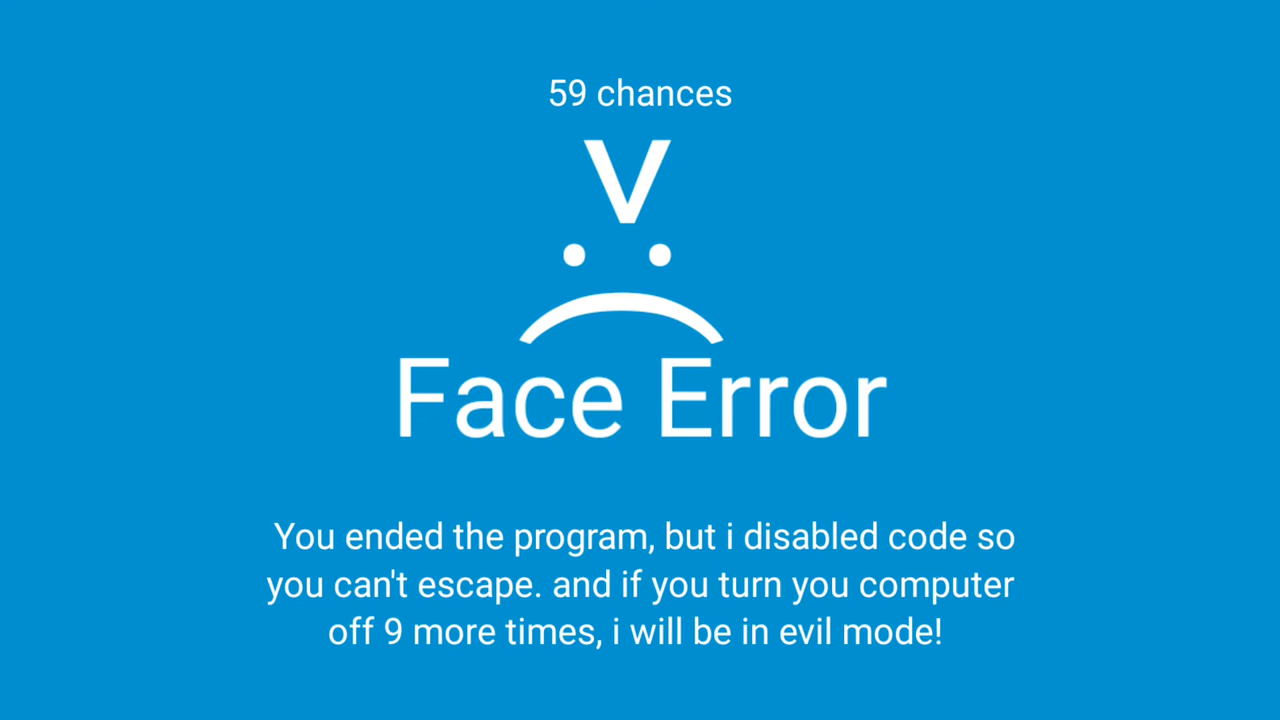 59 chances
V
Face Error
You ended the program, but i disabled code so
you can't escape. and if you turn you computer
off 9 more times, i will be in evil mode!